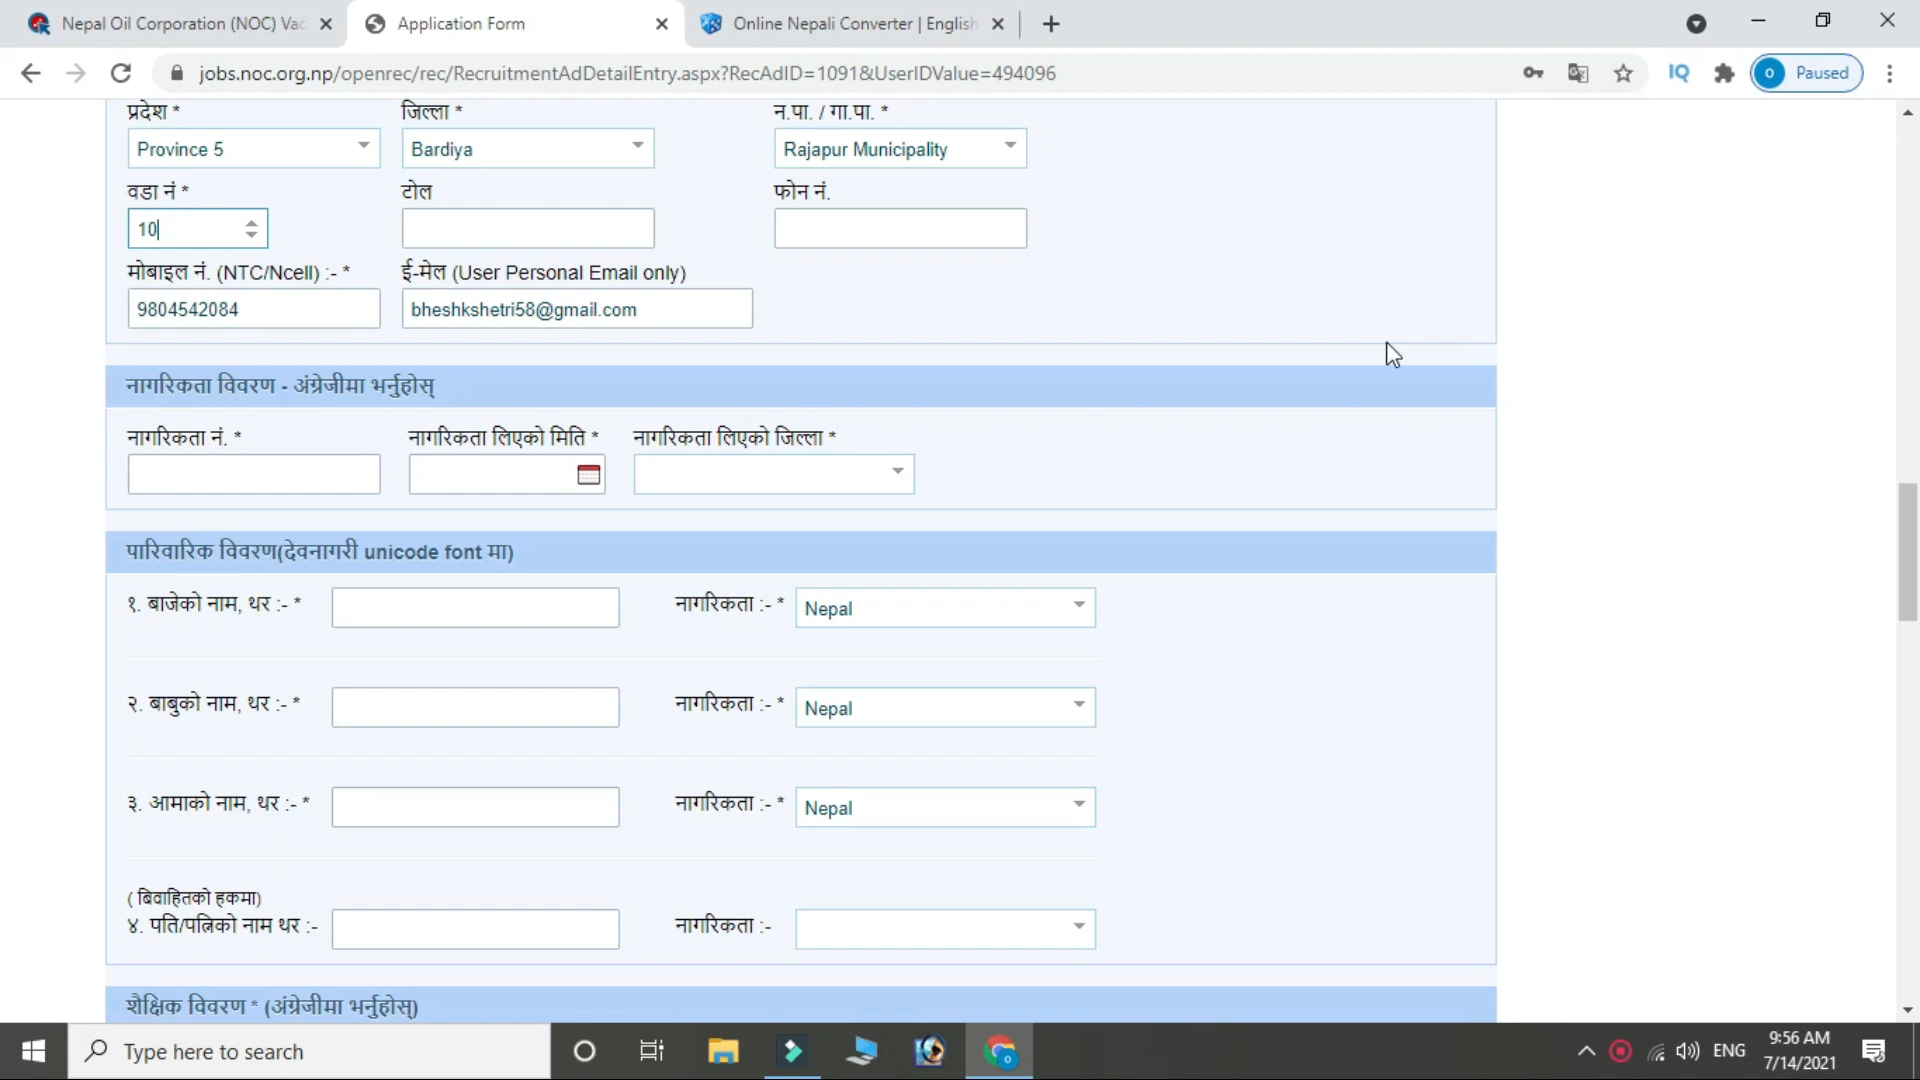 Nepal Oil Corporation (NOC) Vac
Application Form
Online Nepali Converter | English
jobs.noc.org.np/openrec/rec/RecruitmentAdDetailEntry.aspx?RecAdID=1091&UserIDValue=494096
IQ
O Paused
प्रदेश * जिल्ला * न.पा. / गा.पा. *
Province 5 Bardiya Rajapur Municipality
वडा नं * टोल फोन नं.
10
मोबाइल नं. (NTC/Ncell) :- * ई-मेल (User Personal Email only)
9804542084 bheshkshetri58@gmail.com
नागरिकता विवरण - अंग्रेजीमा भर्नुहोस्
नागरिकता नं. * नागरिकता लिएको मिति * नागरिकता लिएको जिल्ला *
पारिवारिक विवरण(देवनागरी unicode font मा)
१. बाजेको नाम, थर :- * नागरिकता :- * Nepal
२. बाबुको नाम, थर :- * नागरिकता :- * Nepal
३. आमाको नाम, थर :- * नागरिकता :- * Nepal
( बिवाहितको हकमा)
४. पति/पत्निको नाम थर :- नागरिकता :-
शैक्षिक विवरण * (अंग्रेजीमा भर्नुहोस्)
Type here to search
ENG
9:56 AM
7/14/2021